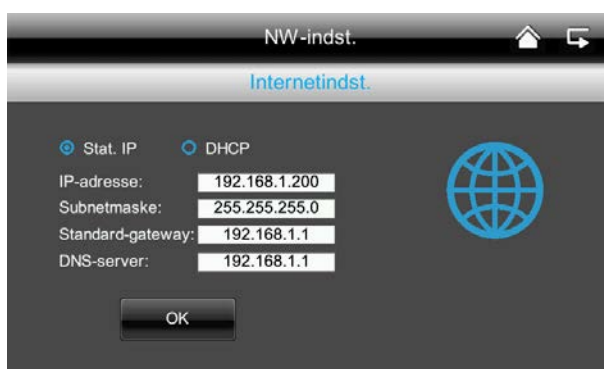 NW-indst.
Internetindst.
Stat. IP DHCP
IP-adresse: 192.168.1.200
Subnetmaske: 255.255.255.0
Standard-gateway: 192.168.1.1
DNS-server: 192.168.1.1
OK